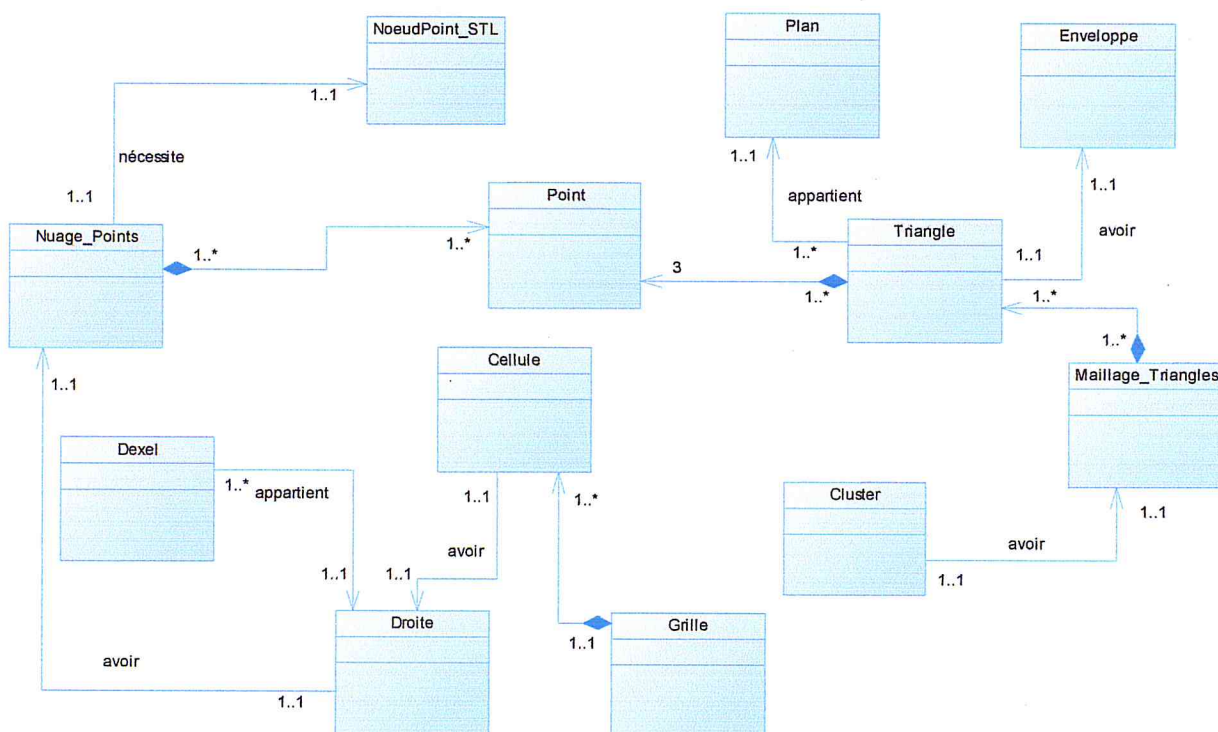 NoeudPoint_STL
Plan
Enveloppe
1..1
nécessite
1..1
1..1
1..1
appartient
1..1
Point
Nuage_Points
Triangle
avoir
1..*
1..*
1..*
1..1
3
1..*
1..*
1..*
Cellule
Maillage_Triangles
1..1
Dexel
1..*
appartient
1..1
1..*
Cluster
1..1
avoir
avoir
1..1
1..1
1..1
Droite
Grille
1..1
avoir
1..1